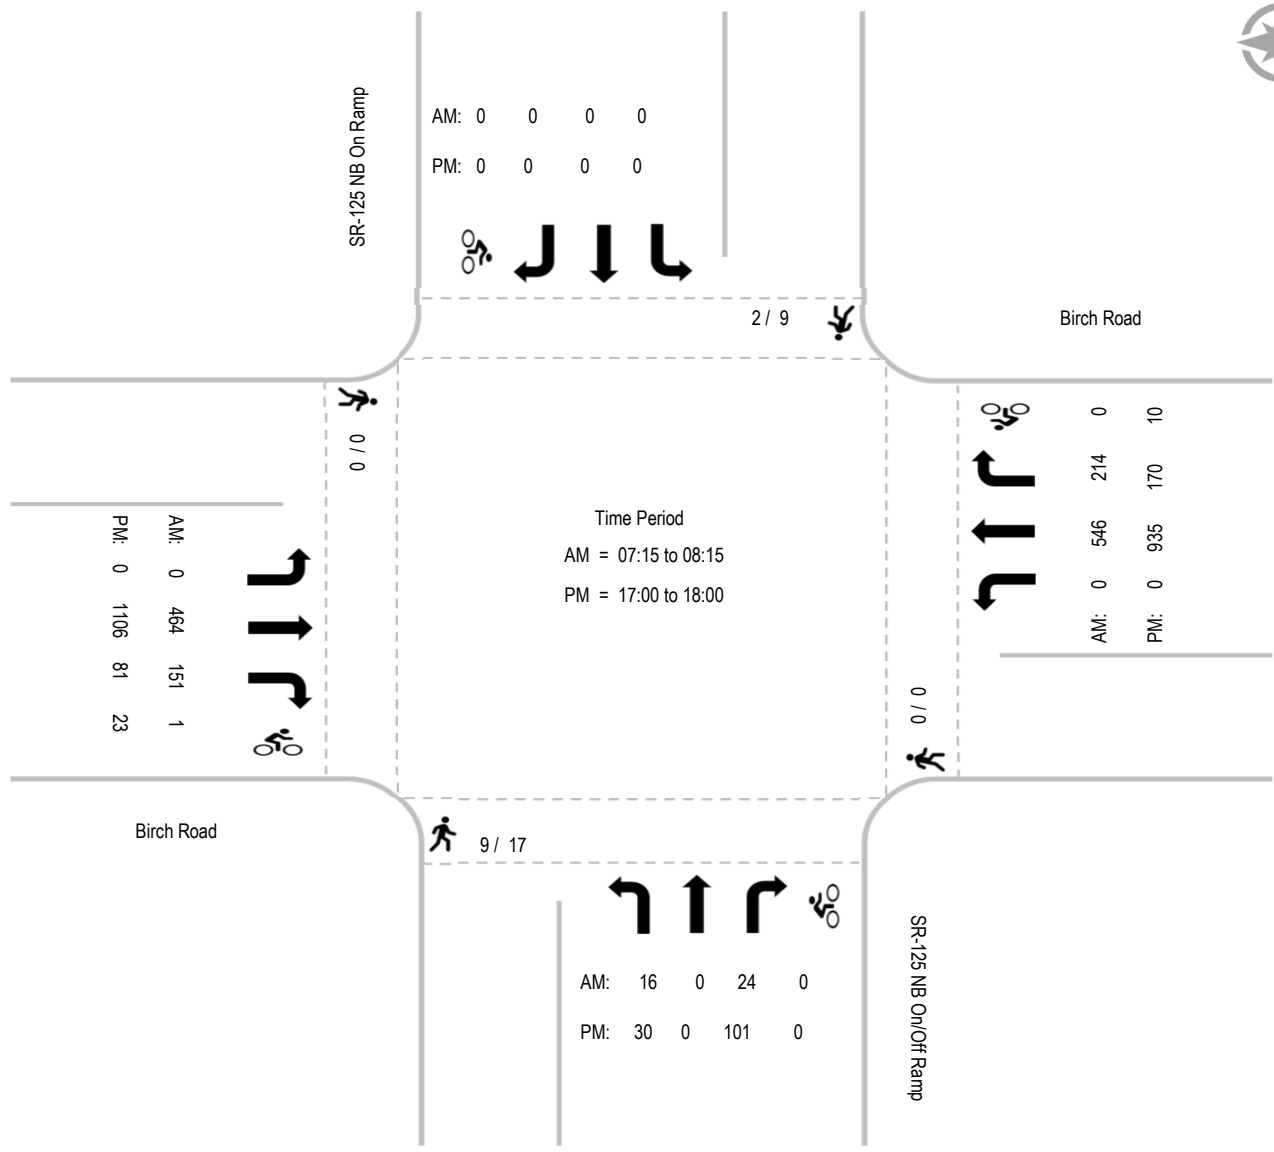 SR-125 NB On Ramp
AM: 0 0 0 0
PM: 0 0 0 0
2 / 9
Birch Road
0 / 0
AM: 0 546 214 0
PM: 0 935 170 10
Time Period
AM = 07:15 to 08:15
PM = 17:00 to 18:00
AM: 0 464 151 1
PM: 0 1106 81 23
0 / 0
Birch Road
9 / 17
AM: 16 0 24 0
PM: 30 0 101 0
SR-125 NB On/Off Ramp